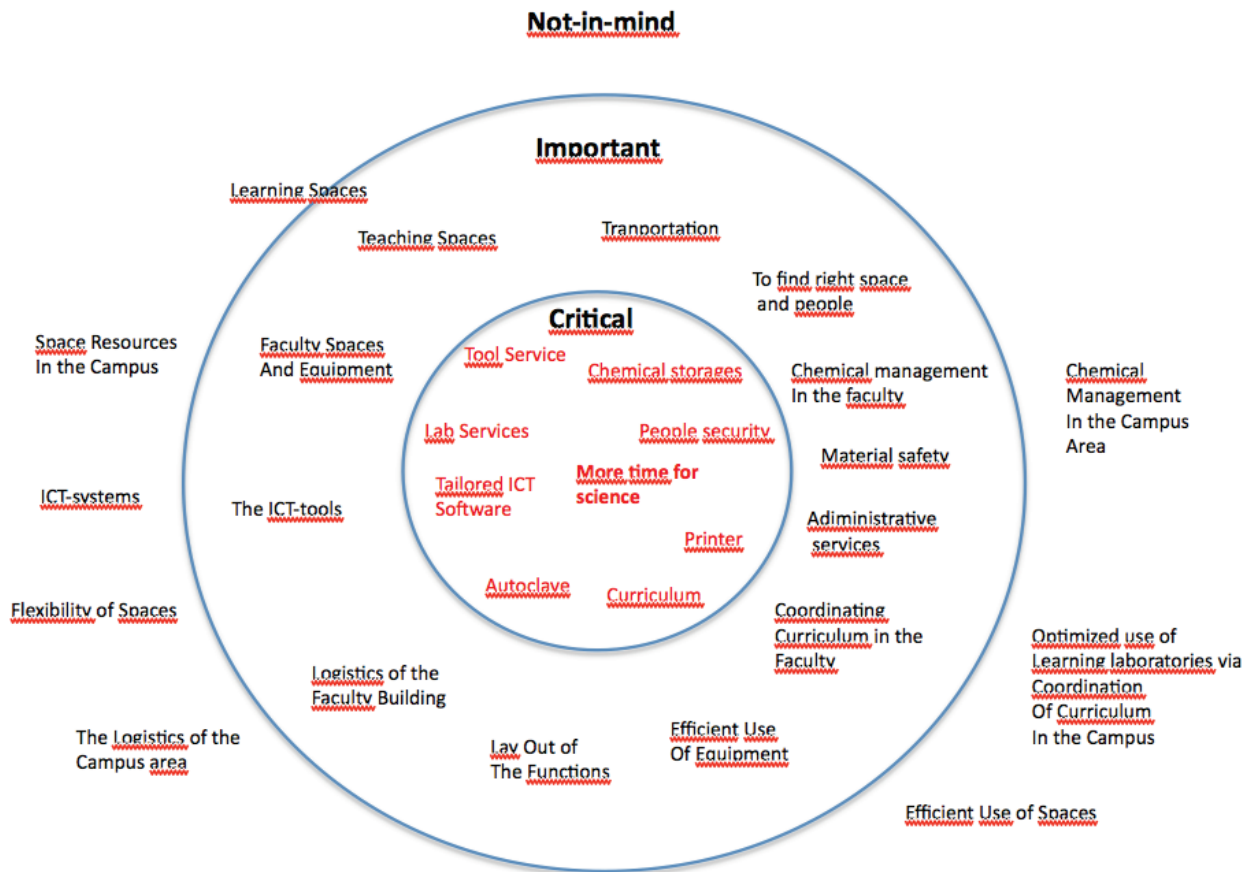 Not-in-mind
Important
Learning Spaces
Teaching Spaces
Tranportation
To find right space
and people
Critical
Space Resources
In the Campus
Faculty Spaces
And Equipment
Tool Service
Chemical storages
Chemical management
In the faculty
Chemical
Management
In the Campus
Area
Lab Services
People security
Material safety
Tailored ICT
Software
More time for
science
ICT-systems
The ICT-tools
Adiministrative
services
Printer
Autoclave
Curriculum
Flexibility of Spaces
Coordinating
Curriculum in the
Faculty
Optimized use of
Learning laboratories via
Coordination
Of Curriculum
In the Campus
Logistics of the
Faculty Building
The Logistics of the
Campus area
Lay Out of
The Functions
Efficient Use
Of Equipment
Efficient Use of Spaces